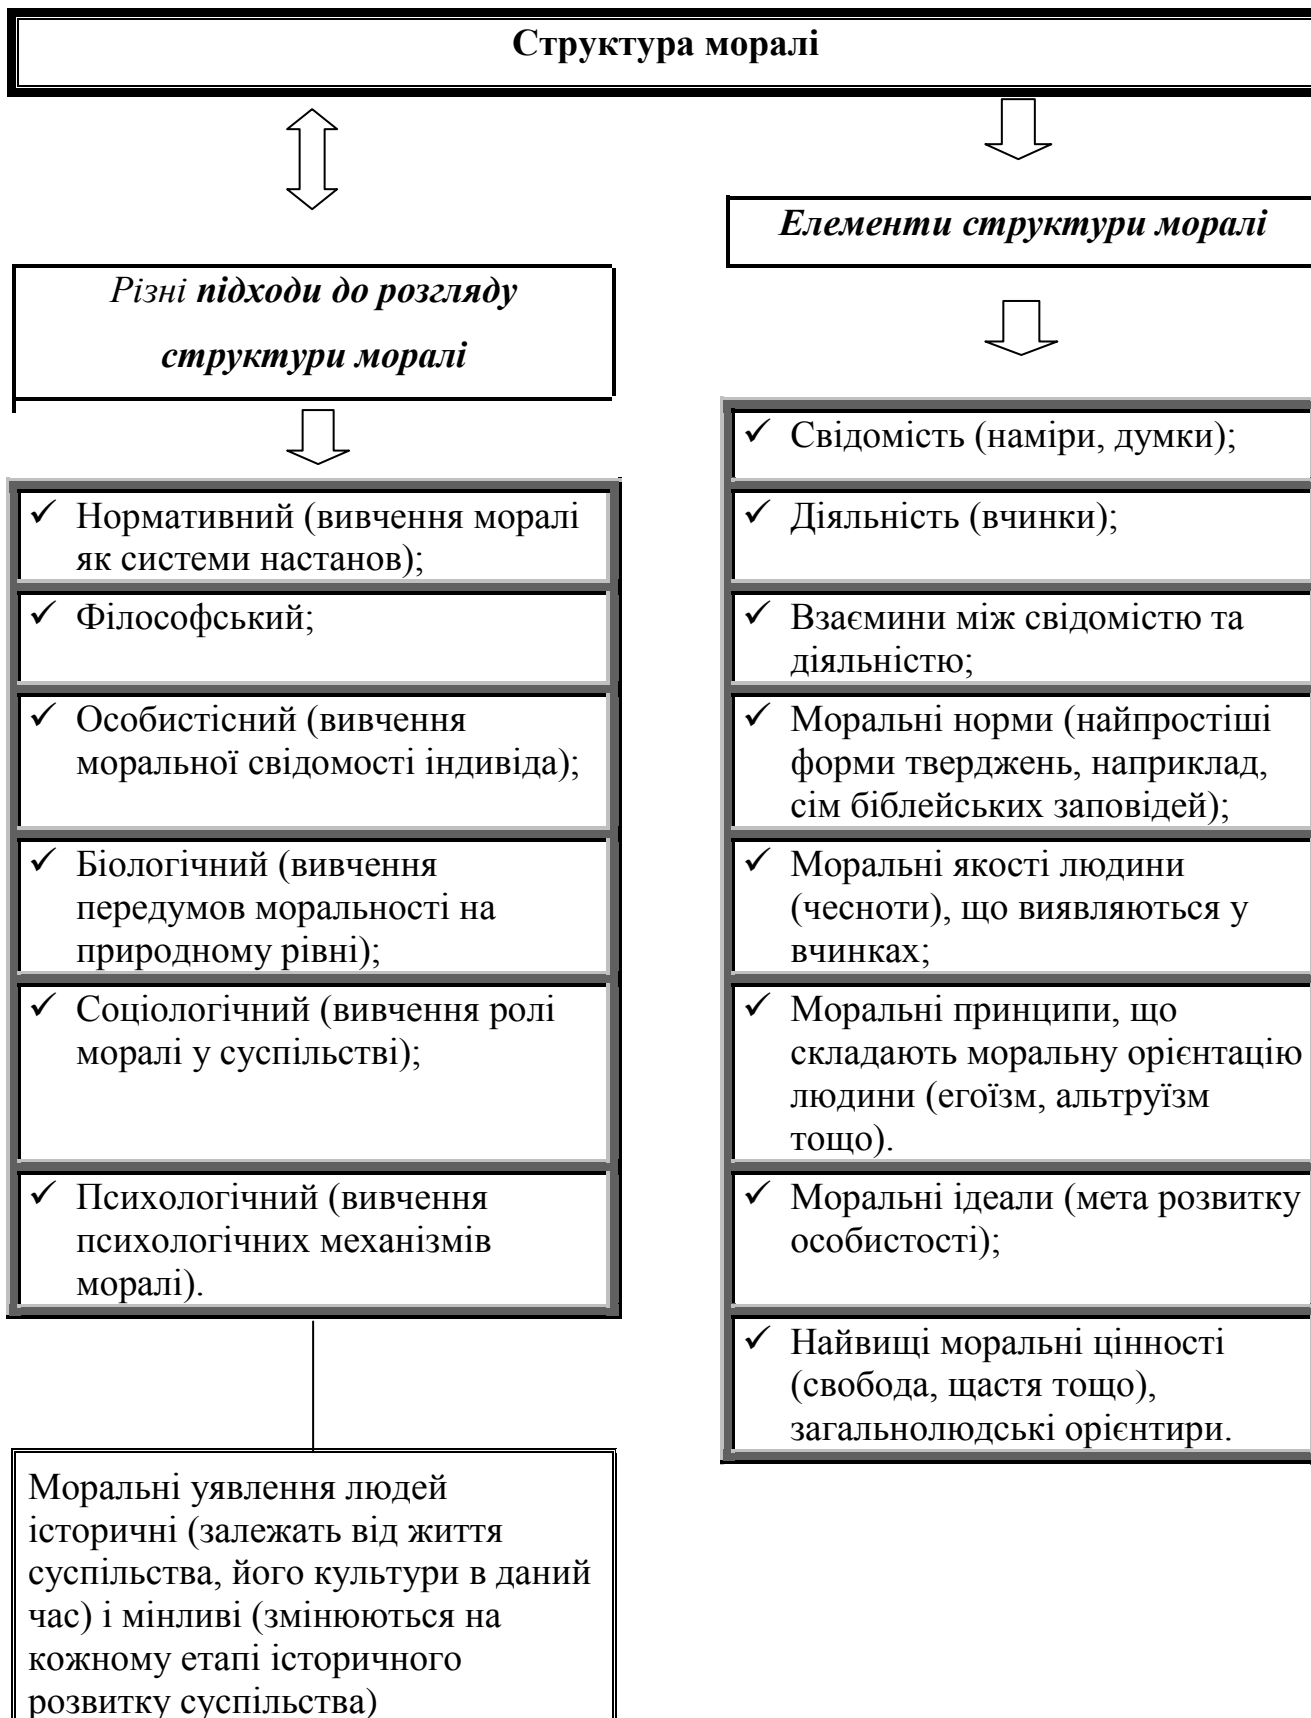 Структура моралі
Різні підходи до розгляду
структури моралі
✓ Нормативний (вивчення моралі
як системи настанов);
✓ Філософський;
✓ Особистісний (вивчення
моральної свідомості індивіда);
✓ Біологічний (вивчення
передумов моральності на
природному рівні);
✓ Соціологічний (вивчення ролі
моралі у суспільстві);
✓ Психологічний (вивчення
психологічних механізмів
моралі).
Моральні уявлення людей
історичні (залежать від життя
суспільства, його культури в даний
час) і мінливі (змінюються на
кожному етапі історичного
розвитку суспільства)
Елементи структури моралі
✓ Свідомість (наміри, думки);
✓ Діяльність (вчинки);
✓ Взаємини між свідомістю та
діяльністю;
✓ Моральні норми (найпростіші
форми тверджень, наприклад,
сім біблейських заповідей);
✓ Моральні якості людини
(чесноти), що виявляються у
вчинках;
✓ Моральні принципи, що
складають моральну орієнтацію
людини (егоїзм, альтруїзм
тощо).
✓ Моральні ідеали (мета розвитку
особистості);
✓ Найвищі моральні цінності
(свобода, щастя тощо),
загальнолюдські орієнтири.